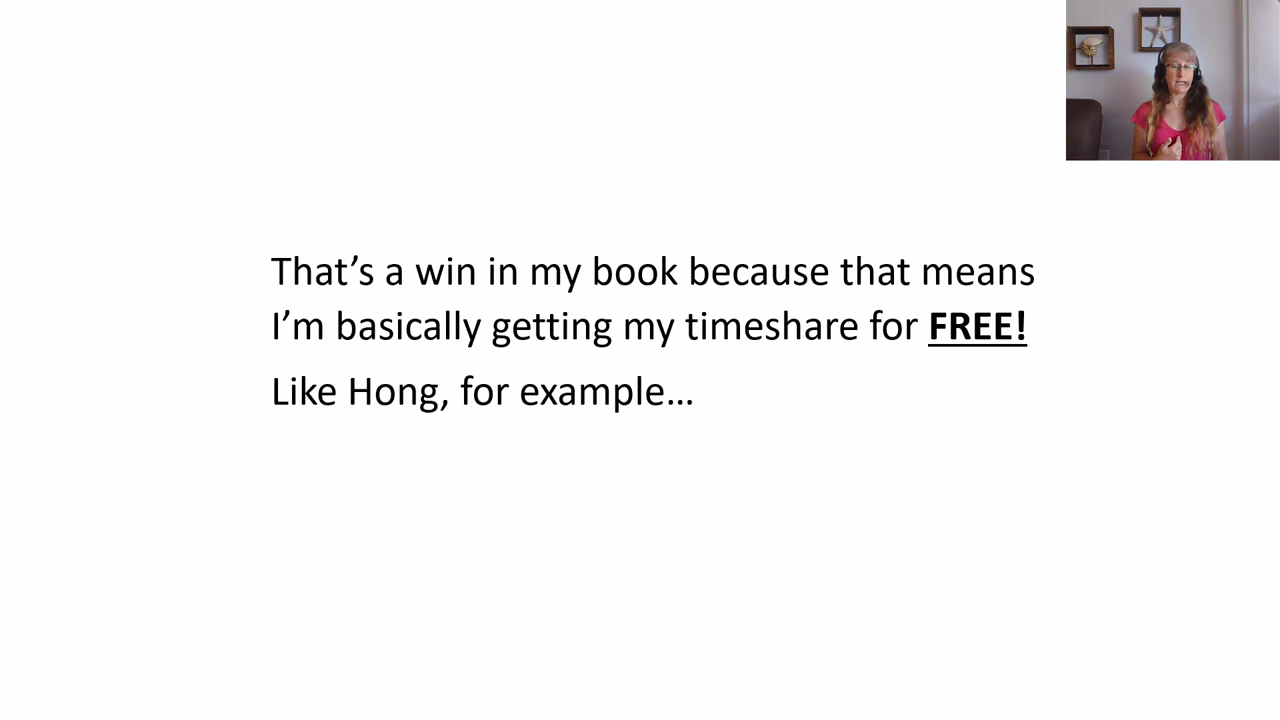 That’s a win in my book because that means
I’m basically getting my timeshare for FREE!
Like Hong, for example…